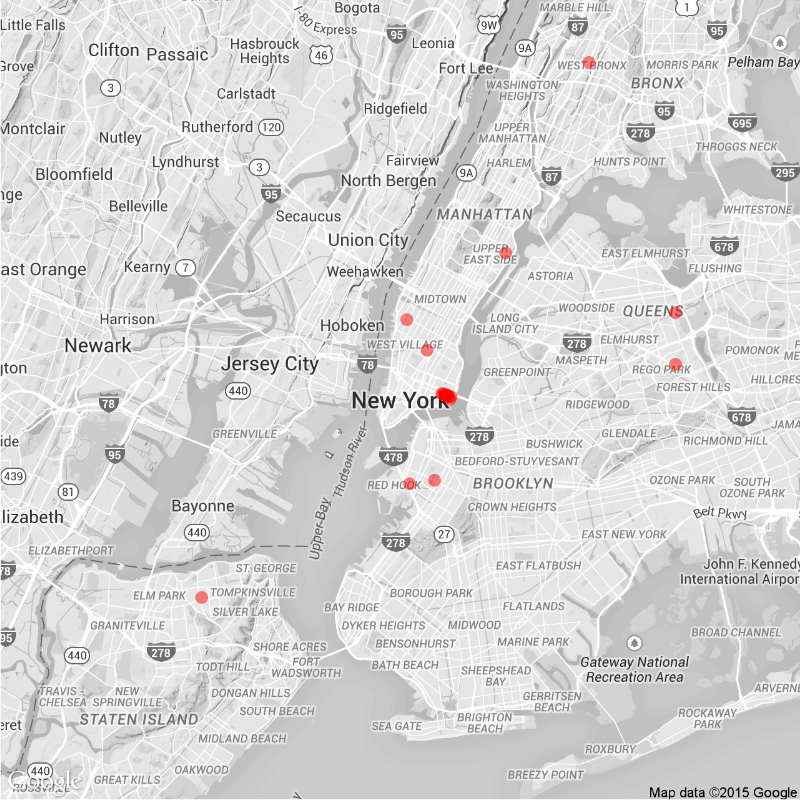 Little Falls
Bogota
I-80 Express
95
Leonia
9W
9A
MARBLE HILL
87
1
95
Clifton
Passaic
Hasbrouck
Heights
46
Fort Lee
WEST BRONX
MORRIS PARK
Pelham Bay
Grove
3
Carlstadt
WASHINGTON
HEIGHTS
BRONX
Ridgefield
95
695
Montclair
Nutley
Rutherford
120
UPPER
MANHATTAN
278
THROGGS NECK
Lyndhurst
3
Fairview
HARLEM
HUNTS POINT
Bloomfield
95
North Bergen
9A
87
295
nge
Belleville
Secaucus
MANHATTAN
WHITESTONE
Union City
678
ast Orange
Kearny
7
Weehawken
UPPER
EAST SIDE
EAST ELMHURST
FLUSHING
ASTORIA
MIDTOWN
WOODSIDE
QUEENS
Harrison
Hoboken
LONG
ISLAND CITY
Newark
WEST VILLAGE
278
ELMHURST
POMONOK
MASPETH
Jersey City
78
GREENPOINT
REGO PARK
FOREST HILLS
HILLCRES
gton
440
New York
78
RIDGEWOOD
678
JAMA
GREENVILLE
278
GLENDALE
RICHMOND HILL
ide
95
BUSHWICK
478
BEDFORD-STUYVESANT
439
Hudson River
81
RED HOOK
BROOKLYN
OZONE PARK
SOUTH
OZONE PARK
Bayonne
CROWN HEIGHTS
Belt Pkwy
lizabeth
Upper Bay
440
27
EAST NEW YORK
278
ELIZABETHPORT
78
ST. GEORGE
EAST FLATBUSH
John F. Kennedy
International Airpor
ELM PARK
TOMPKINSVILLE
BOROUGH PARK
SILVER LAKE
BAY RIDGE
FLATLANDS
GRANITEVILLE
DYKER HEIGHTS
MIDWOOD
BROAD CHANNEL
95
278
SHORE ACRES
BENSONHURST
MARINE PARK
440
TODT HILL
FORT
WADSWORTH
BATH BEACH
SHEEPSHEAD
BAY
Gateway National
Recreation Area
TRAVIS -
CHELSEA
NEW
SPRINGVILLE
DONGAN HILLS
GERRITSEN
BEACH
ARVERNE
eret
STATEN ISLAND
SOUTH BEACH
SEA GATE
BRIGHTON
BEACH
ROCKAWAY
PARK
MIDLAND BEACH
ROXBURY
440
OAKWOOD
BREEZY POINT
Google
GREAT KILLS
ROSSVILLE
Map data ©2015 Google